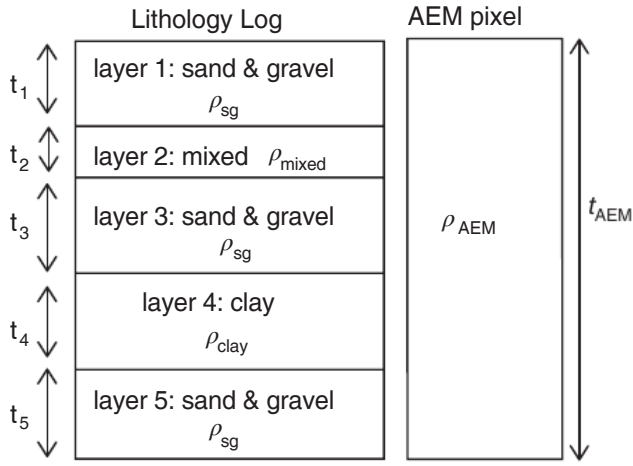 Lithology Log
AEM pixel
t1
layer 1: sand & gravel
ρsg
t2
layer 2: mixed ρmixed
t3
layer 3: sand & gravel
ρsg
t4
layer 4: clay
ρclay
t5
layer 5: sand & gravel
ρsg
ρAEM
tAEM